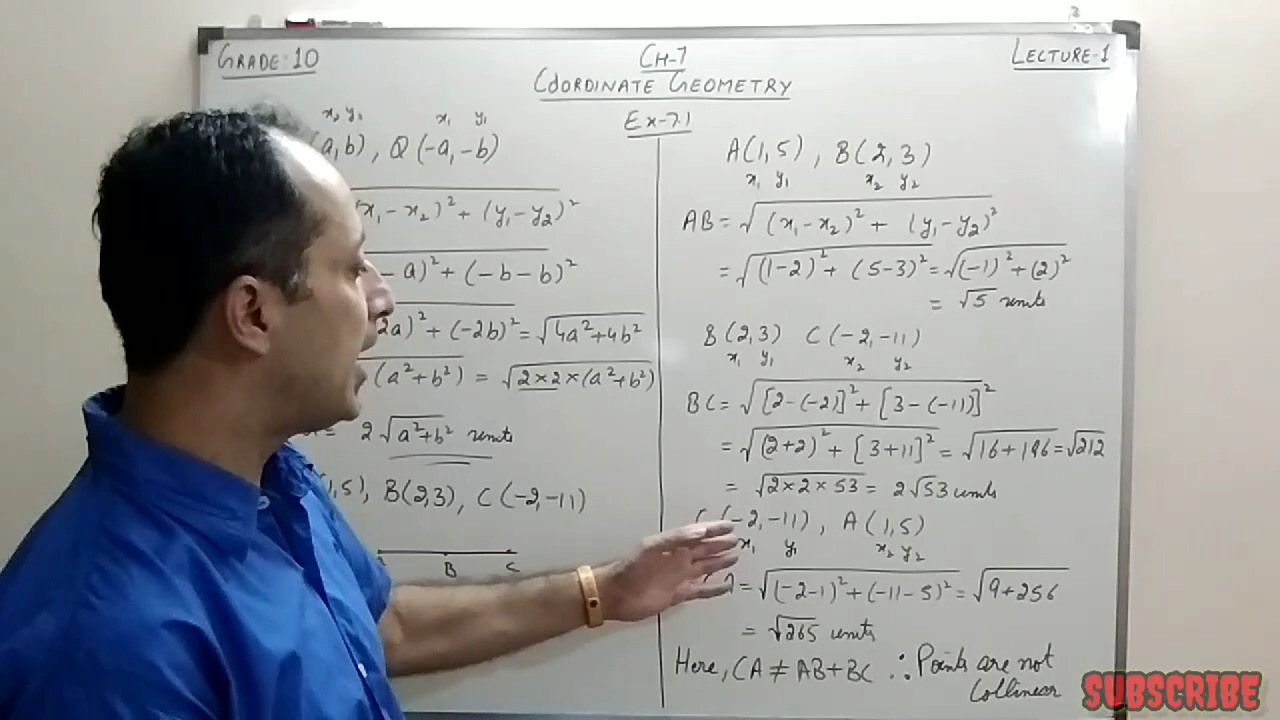 GRADE:10
CH-7
LECTURE-1
COORDINATE GEOMETRY
Ex-7.1
x₂ y₂ x₁ y₁
a,b), Q(-a,-b)
x₁-x₂)²+(y₁-y₂)²
-a)²+(-b-b)²
2a)²+(-2b)²=√4a²+4b²
(a²+b²) = √2×2×(a²+b²)
= 2√a²+b² units
1,5), B(2,3), C(-2,-11)
B C
A(1,5), B(2,3)
x₁ y₁ x₂ y₂
AB=√(x₁-x₂)²+(y₁-y₂)²
=√(1-2)²+(5-3)²=√(-1)²+(2)²
=√5 units
B(2,3) C(-2,-11)
x₁ y₁ x₂ y₂
BC=√[2-(-2)]²+[3-(-11)]²
=√(2+2)²+[3+11]²=√16+196=√212
=√2×2×53=2√53 units
(-2,-11), A(1,5)
x₁ y₁ x₂ y₂
=√(-2-1)²+(-11-5)²=√9+256
=√265 units
Here, CA≠AB+BC ∴ Points are not
Collinear
SUBSCRIBE